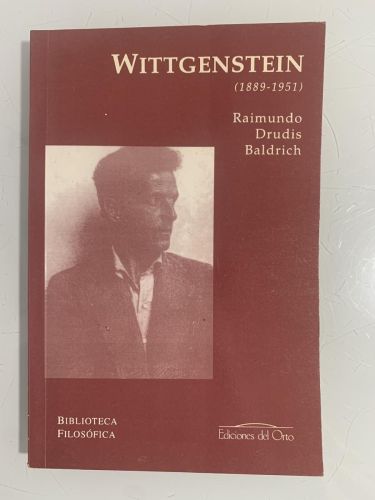 WITTGENSTEIN
(1889-1951)
Raimundo
Drudis
Baldrich
BIBLIOTECA
FILOSÓFICA
Ediciones del Orto